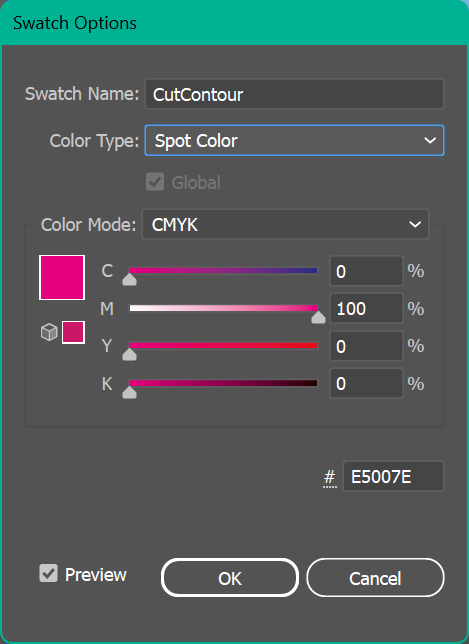 Swatch Options
Swatch Name: CutContour
Color Type: Spot Color
Global
Color Mode: CMYK
C 0 %
M 100 %
Y 0 %
K 0 %
# E5007E
Preview OK Cancel